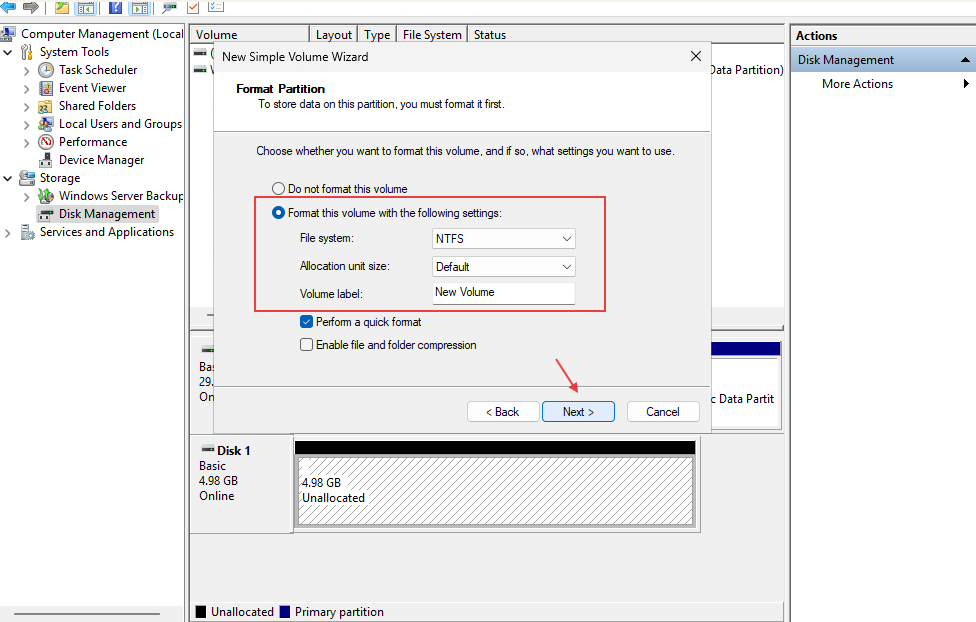 Computer Management (Local
System Tools
Task Scheduler
Event Viewer
Shared Folders
Local Users and Groups
Performance
Device Manager
Storage
Windows Server Backup
Disk Management
Services and Applications
Volume Layout Type File System Status
Data Partition)
New Simple Volume Wizard
Format Partition
To store data on this partition, you must format it first.
Choose whether you want to format this volume, and if so, what settings you want to use.
Do not format this volume
Format this volume with the following settings:
File system: NTFS
Allocation unit size: Default
Volume label: New Volume
Perform a quick format
Enable file and folder compression
< Back Next > Cancel
Bas
29.
On
c Data Partit
Disk 1
Basic
4.98 GB
Online
4.98 GB
Unallocated
Unallocated Primary partition
Actions
Disk Management
More Actions